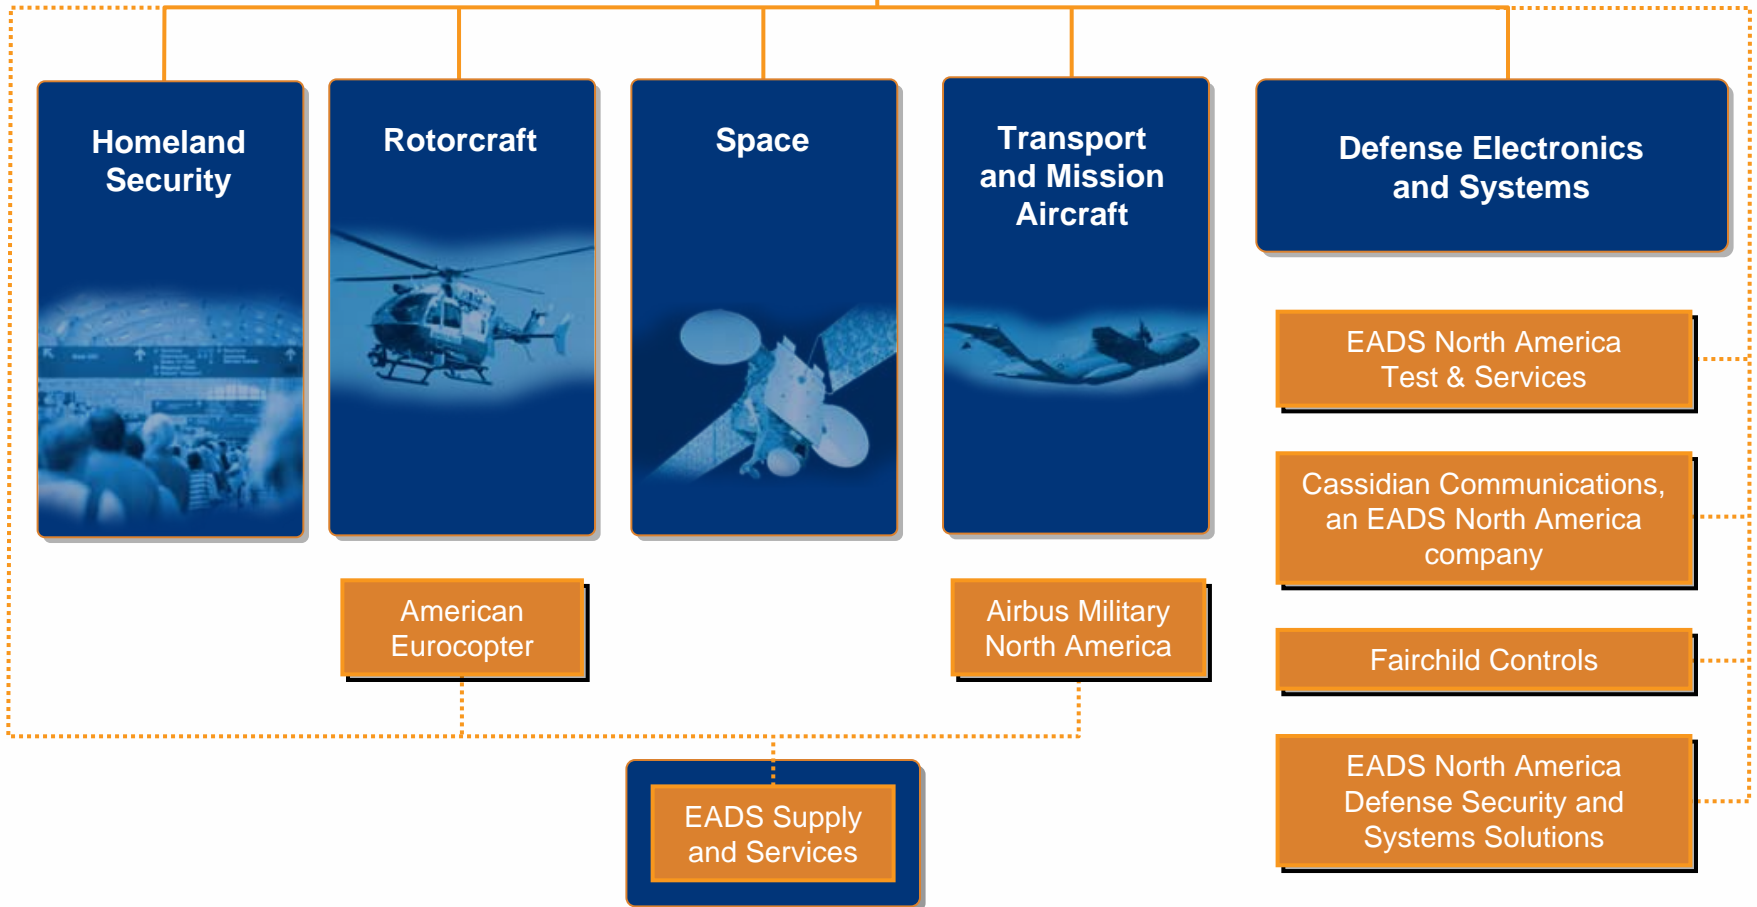 Homeland
Security
Rotorcraft
Space
Transport
and Mission
Aircraft
Defense Electronics
and Systems
EADS North America
Test & Services
Cassidian Communications,
an EADS North America
company
American
Eurocopter
Airbus Military
North America
Fairchild Controls
EADS Supply
and Services
EADS North America
Defense Security and
Systems Solutions